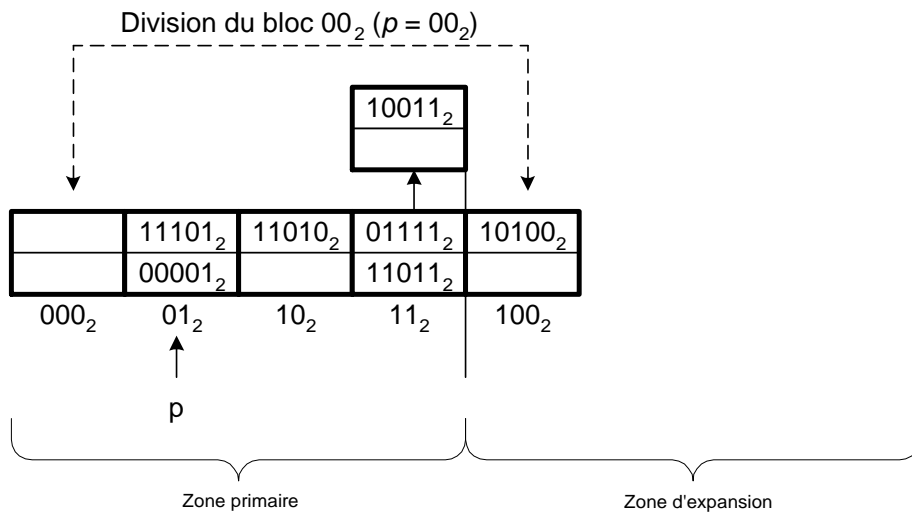 Division du bloc 00₂ (p = 00₂)
10011₂
11101₂ 11010₂ 01111₂ 10100₂
00001₂ 11011₂
000₂ 01₂ 10₂ 11₂ 100₂
p
Zone primaire Zone d'expansion